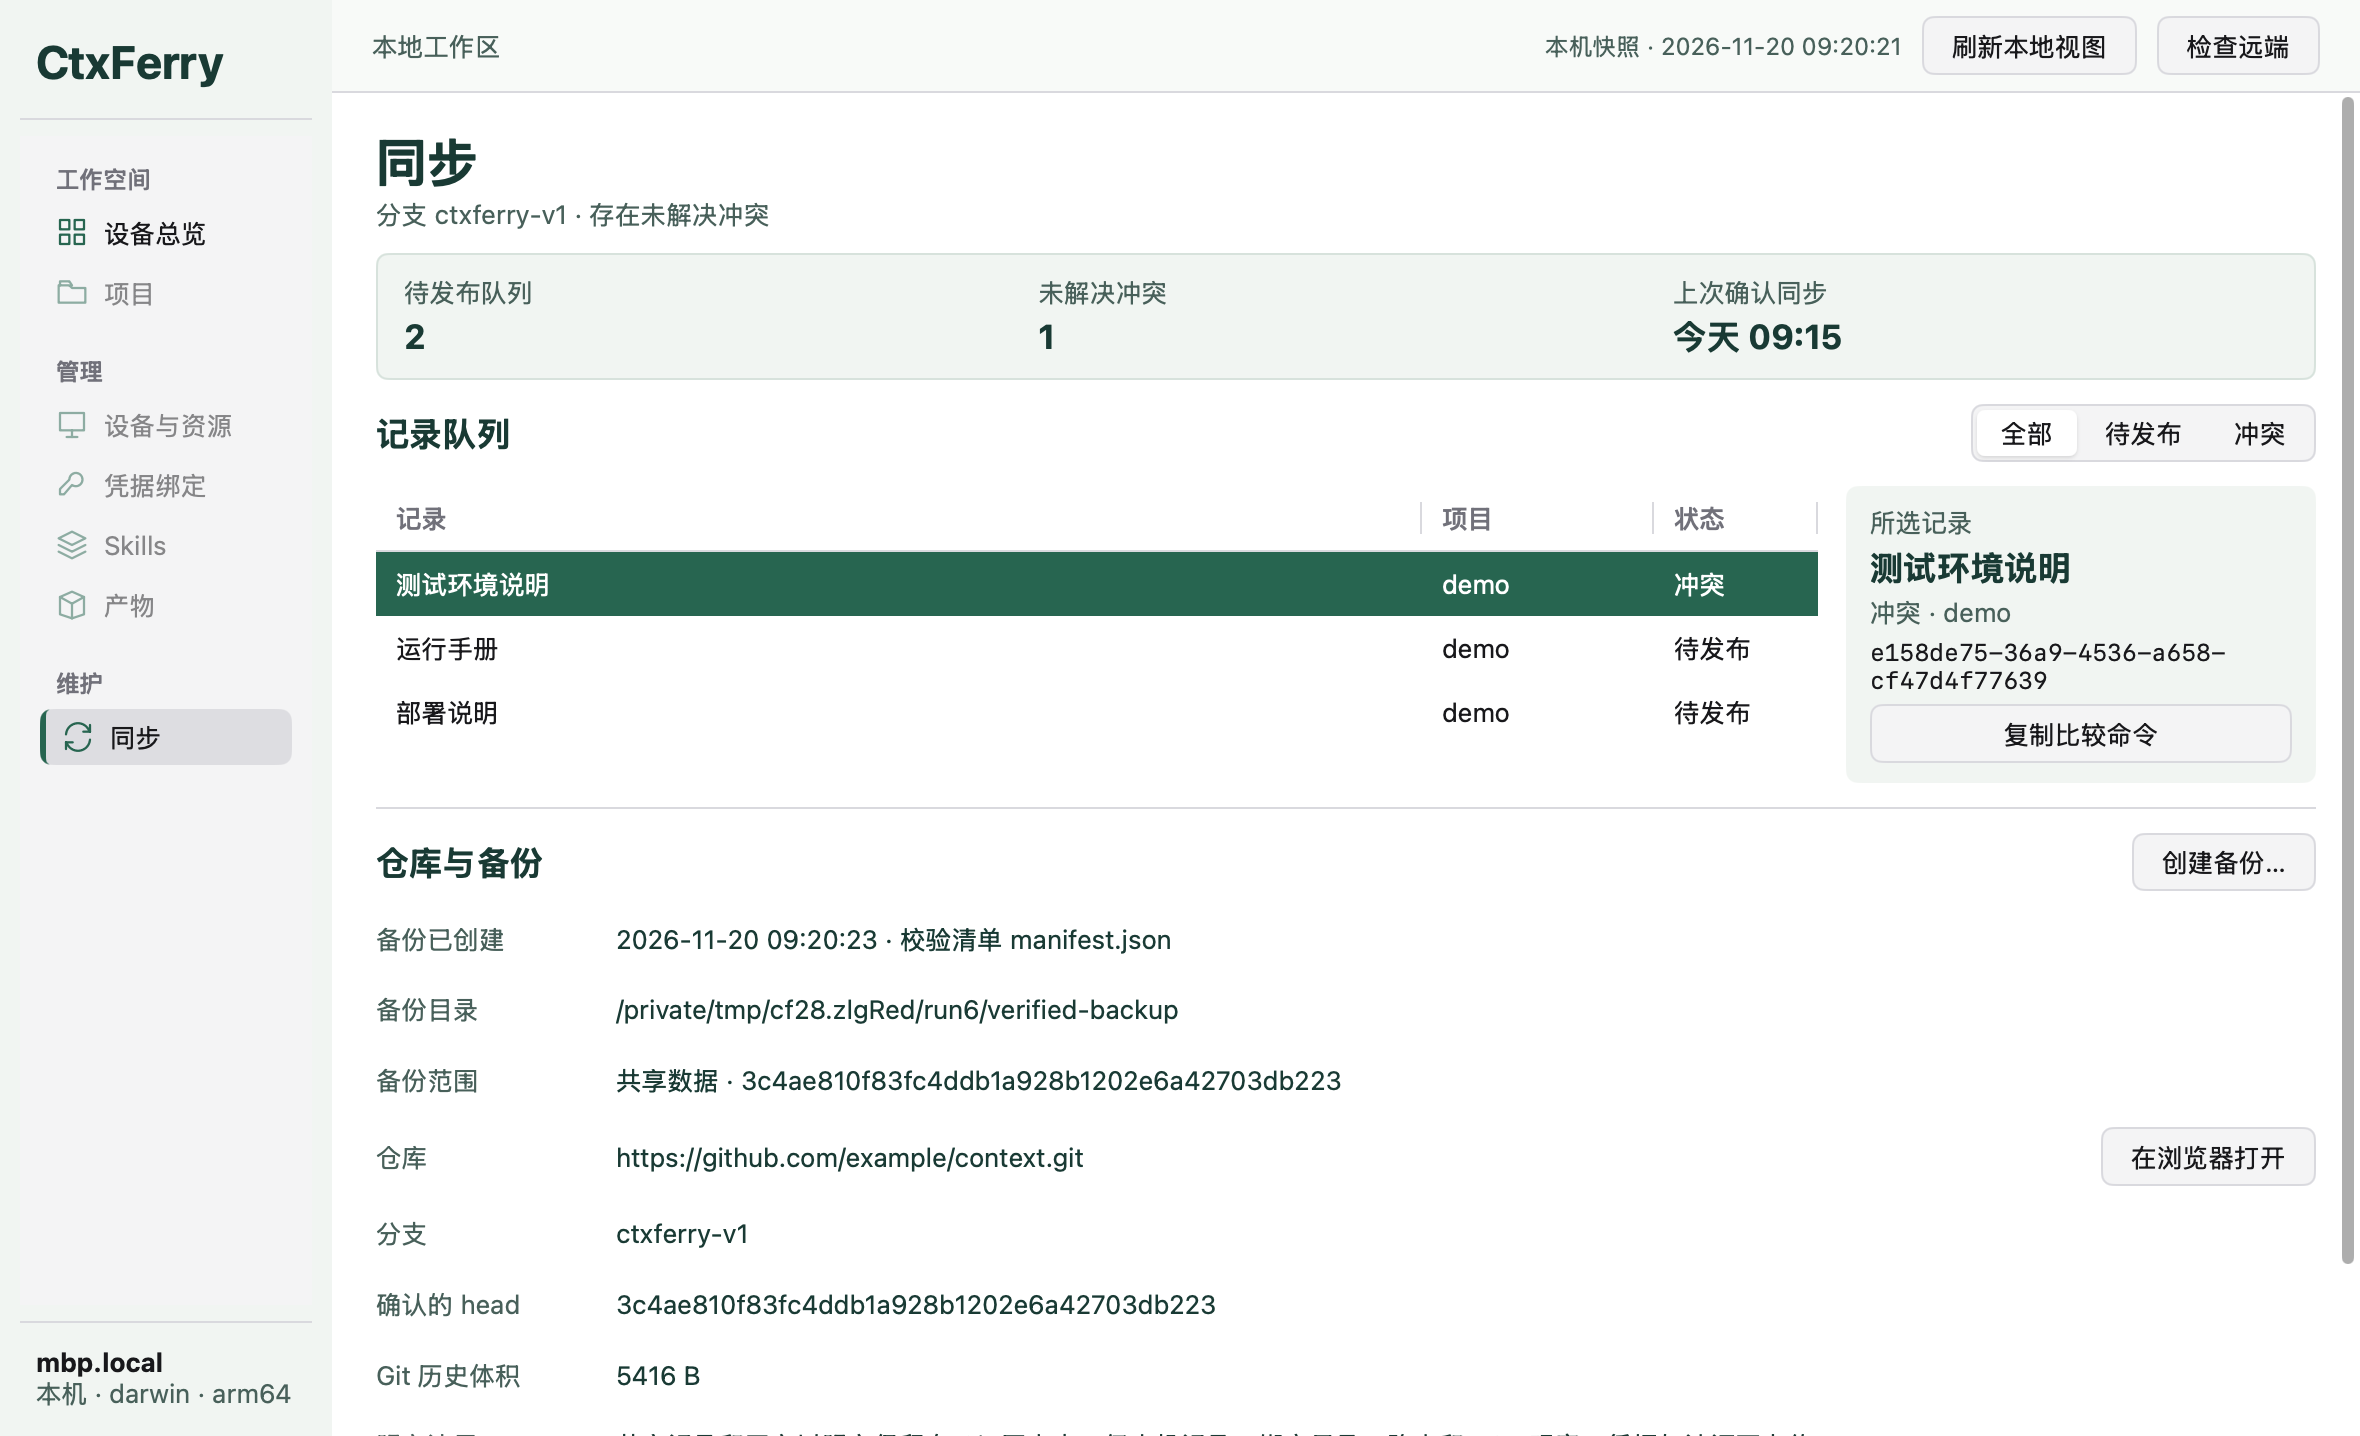 CtxFerry
工作空间
设备总览
项目
管理
设备与资源
凭据绑定
Skills
产物
维护
同步
mbp.local
本机 · darwin · arm64
本地工作区
本机快照 · 2026-11-20 09:20:21
刷新本地视图
检查远端
同步
分支 ctxferry-v1 · 存在未解决冲突
待发布队列
2
未解决冲突
1
上次确认同步
今天 09:15
记录队列
全部 待发布 冲突
记录 项目 状态
测试环境说明 demo 冲突
运行手册 demo 待发布
部署说明 demo 待发布
所选记录
测试环境说明
冲突 · demo
e158de75-36a9-4536-a658-
cf47d4f77639
复制比较命令
仓库与备份
创建备份...
备份已创建 2026-11-20 09:20:23 · 校验清单 manifest.json
备份目录 /private/tmp/cf28.zlgRed/run6/verified-backup
备份范围 共享数据 · 3c4ae810f83fc4ddb1a928b1202e6a42703db223
仓库 https://github.com/example/context.git 在浏览器打开
分支 ctxferry-v1
确认的 head 3c4ae810f83fc4ddb1a928b1202e6a42703db223
Git 历史体积 5416 B